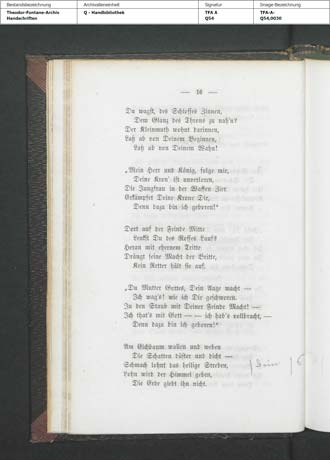 Bestandsbezeichnung
Archivalieneinheit
Signatur
Image-Bezeichnung
Theodor-Fontane-Archiv
Handschriften
Q - Handbibliothek
TFA A
Q54
TFA-A-
Q54,0030
— 16 —
Du wagst, des Schlosses Zinnen,
Dem Glanz des Throns zu nah'n?
Der Kleinmuth wohnt darinnen,
Laß ab von Deinem Beginnen,
Laß ab von Deinem Wahn!
„Mein Herr und König, folge mir,
Deine Kron' ist unverloren,
Die Jungfrau in der Waffen Zier
Erkämpfet Deine Krone Dir,
Denn dazu bin ich geboren!“
Dort auf der Feinde Mitte
Lenkst Du des Rosses Lauf?
Heran mit ehernem Tritte
Drängt seine Macht der Britte,
Kein Retter hält sie auf.
„Du Mutter Gottes, Dein Auge wacht —
Ich wag's! wie ich Dir geschworen.
In den Staub mit Deiner Feinde Macht! —
Ich that's mit Gott — — ich hab's vollbracht, —
Denn dazu bin ich geboren!“
Am Eichbaum wallen und weben
Die Schatten düster und dicht —
Schmach lohnt das heilige Streben,
Lohn wird der Himmel geben,
Die Erde giebt ihn nicht.